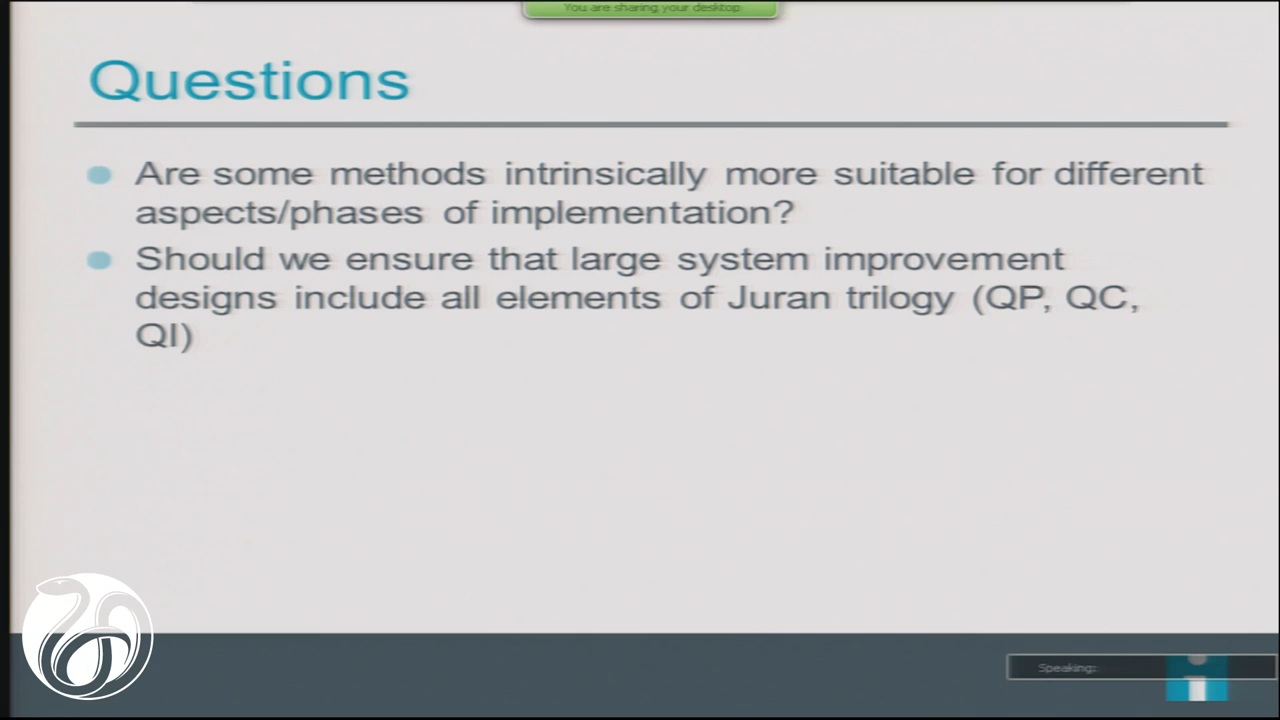 You are sharing your desktop
Questions
Are some methods intrinsically more suitable for different
aspects/phases of implementation?
Should we ensure that large system improvement
designs include all elements of Juran trilogy (QP, QC,
QI)
Speaking: